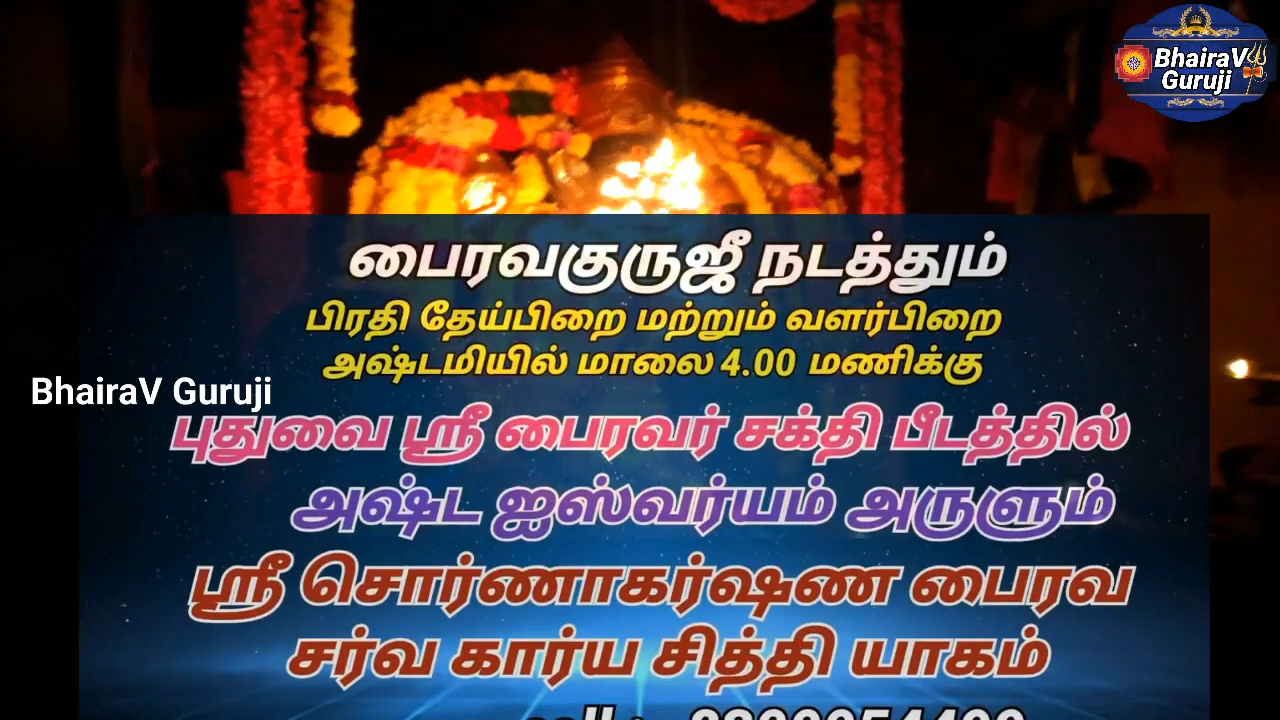 BhairaV
Guruji
பைரவகுருஜீ நடத்தும்
பிரதி தேய்பிறை மற்றும் வளர்பிறை
அஷ்டமியில் மாலை 4.00 மணிக்கு
BhairaV Guruji
புதுவை ஸ்ரீ பைரவர் சக்தி பீடத்தில்
அஷ்ட ஐஸ்வர்யம் அருளும்
ஸ்ரீ சொர்ணாகர்ஷண பைரவ
சர்வ கார்ய சித்தி யாகம்